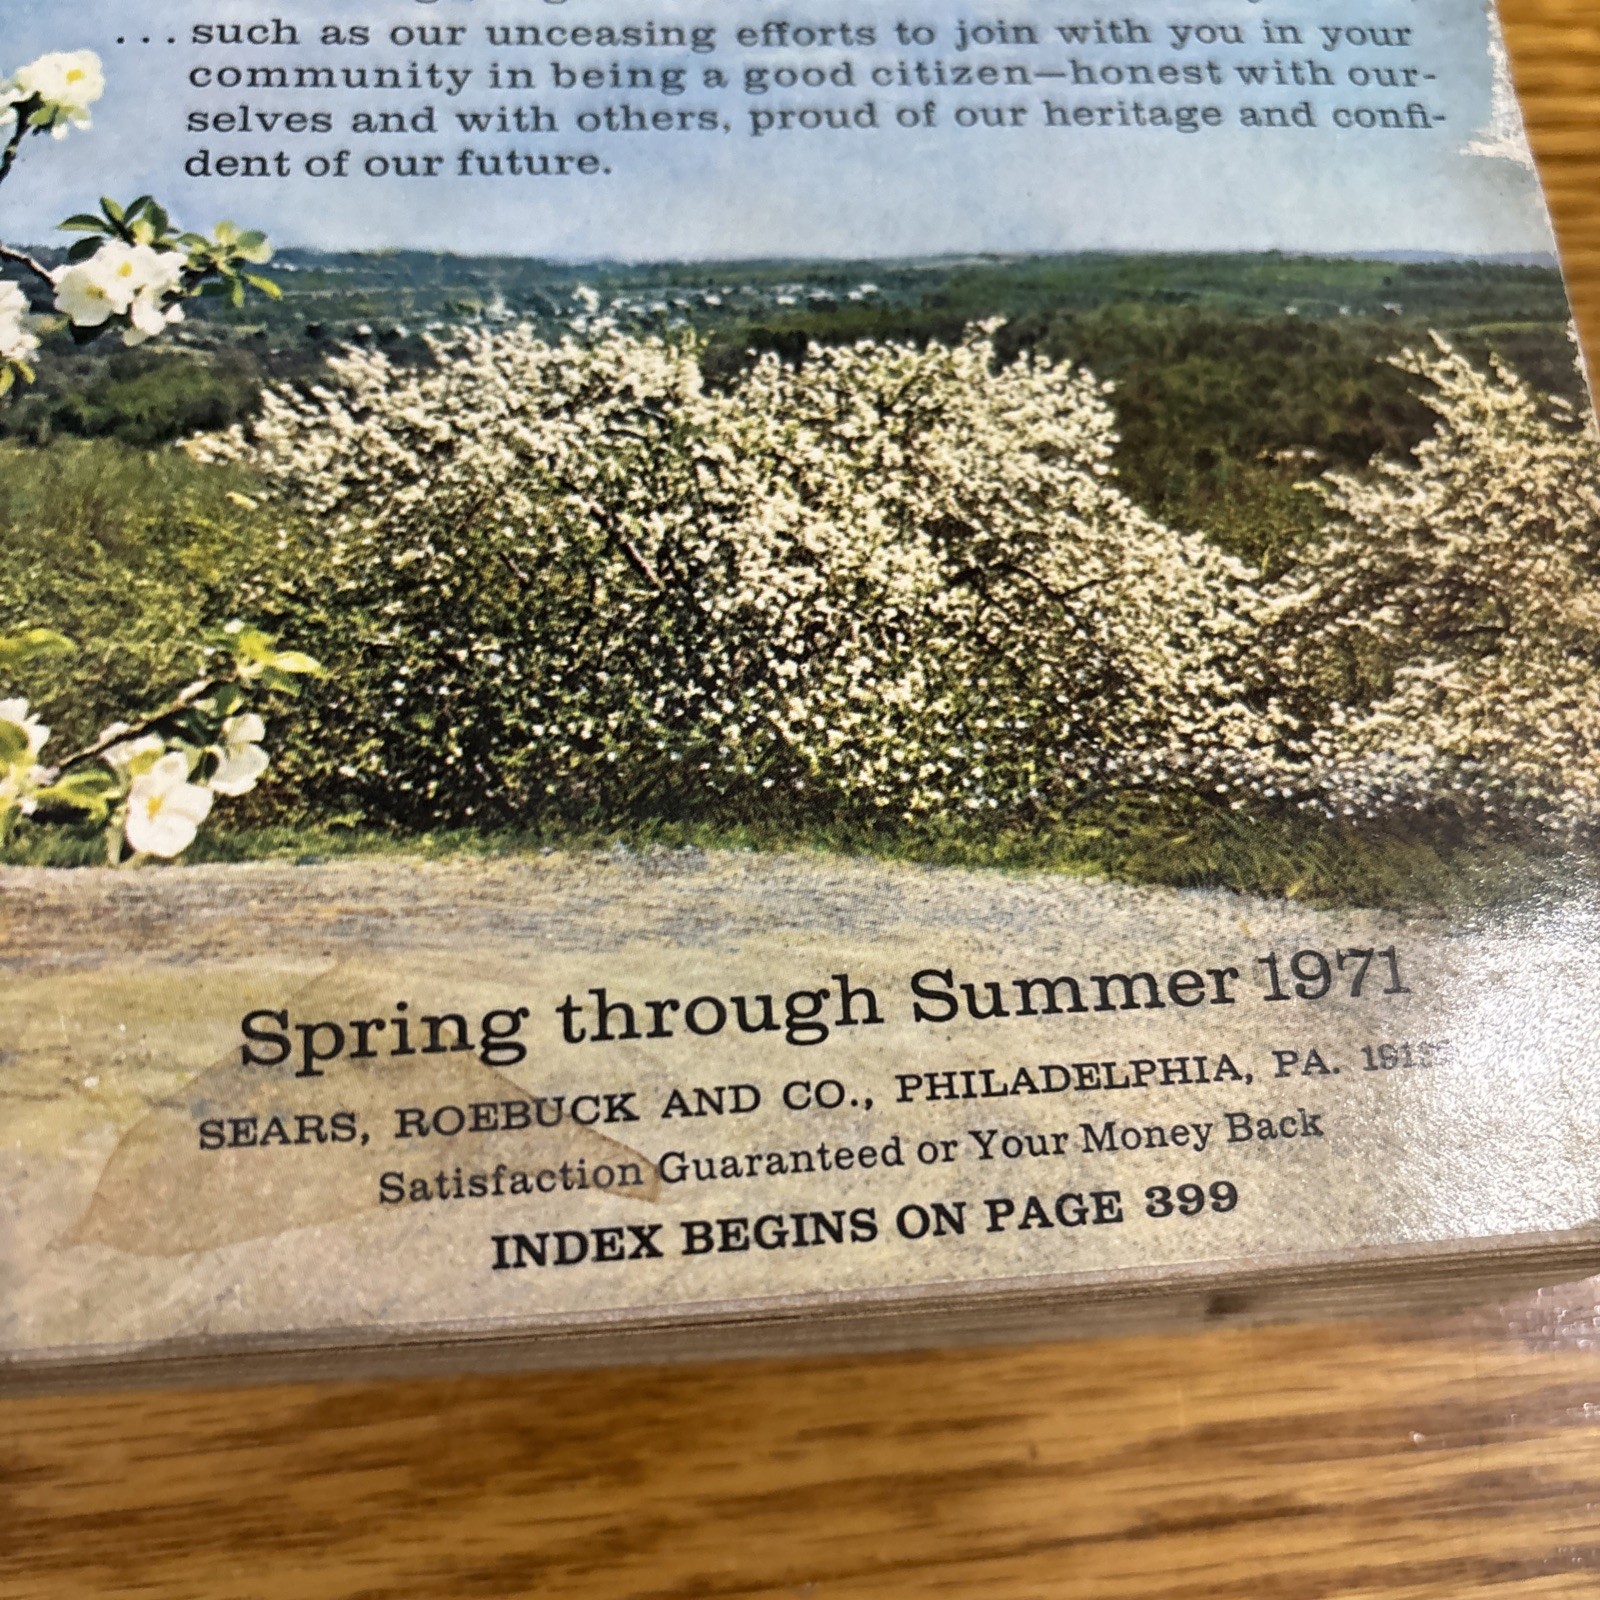 ... such as our unceasing efforts to join with you in your
community in being a good citizen—honest with our-
selves and with others, proud of our heritage and confi-
dent of our future.
Spring through Summer 1971
SEARS, ROEBUCK AND CO., PHILADELPHIA, PA.
Satisfaction Guaranteed or Your Money Back
INDEX BEGINS ON PAGE 399